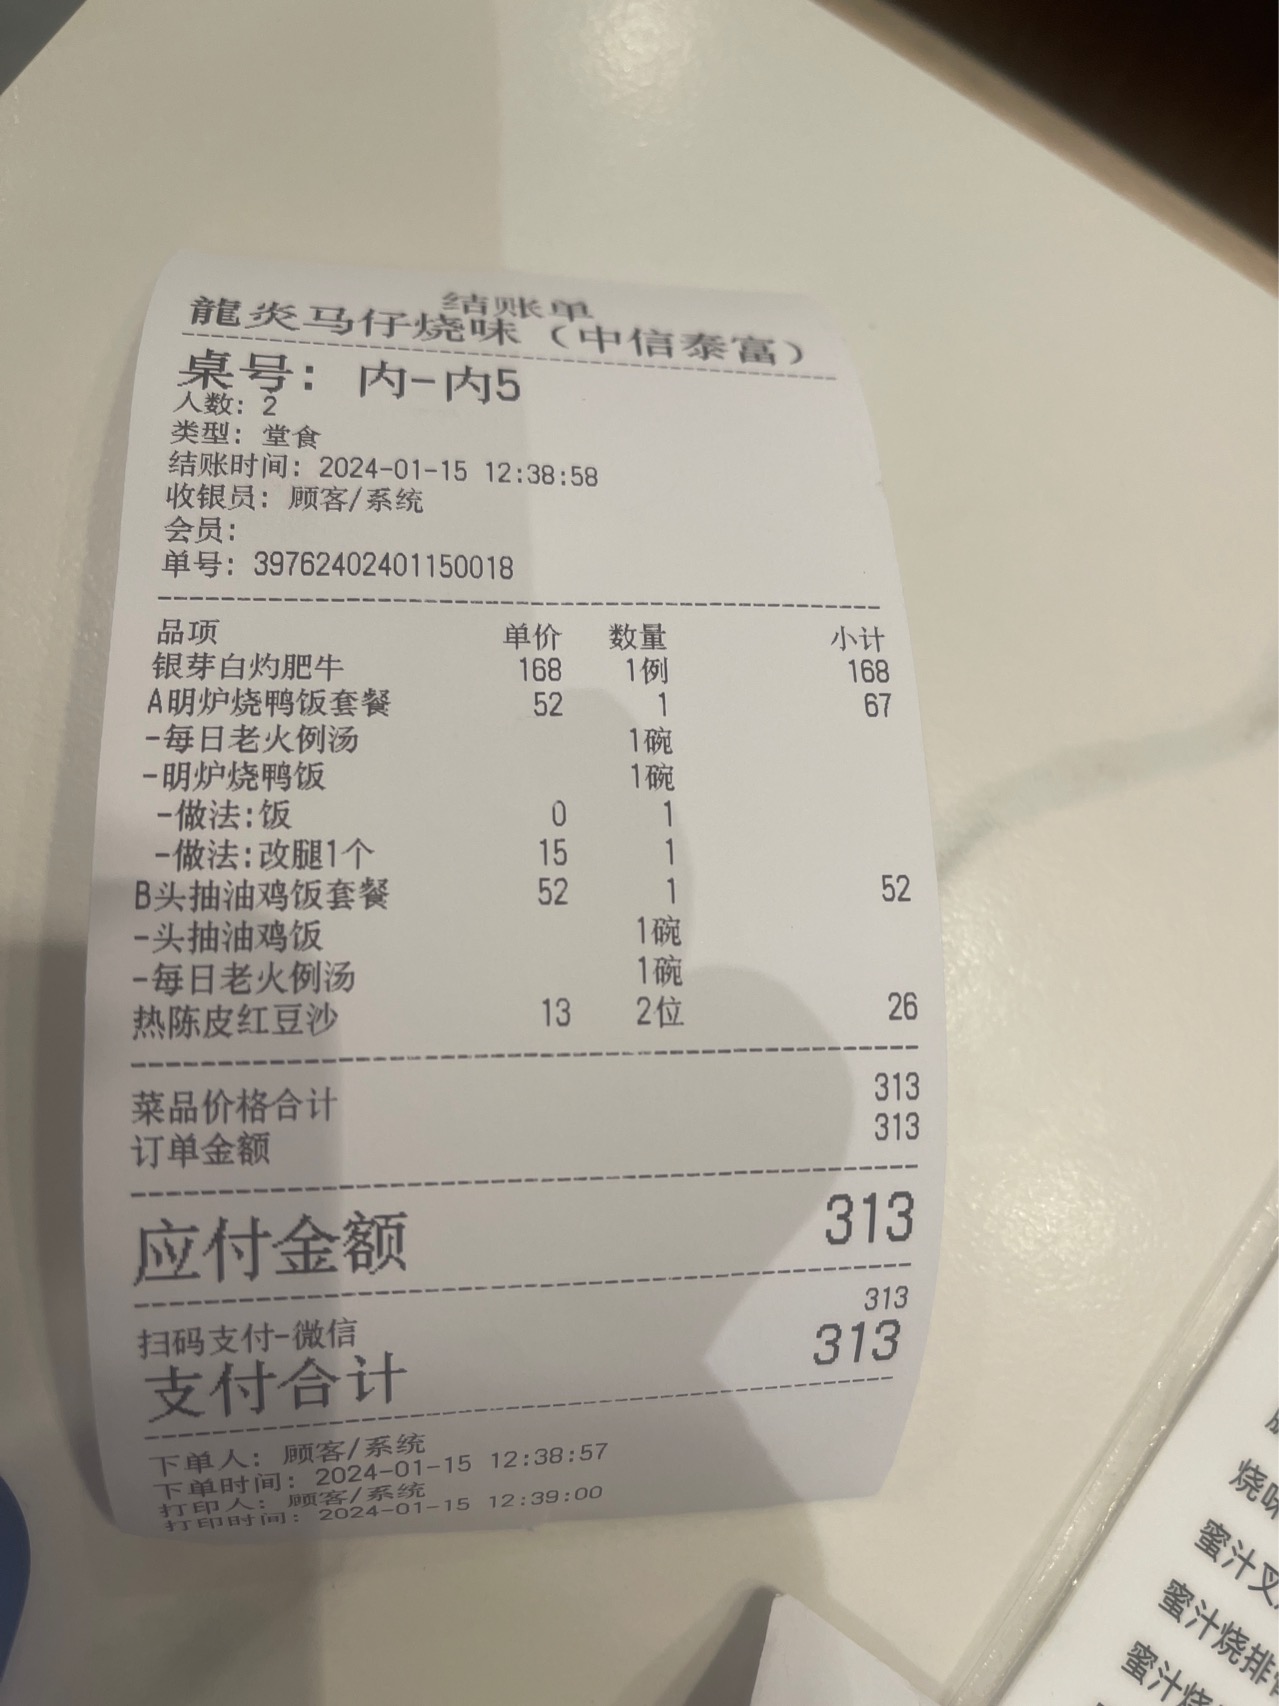 结账单
龍炎马仔烧味（中信泰富）
桌号：内-内5
人数：2
类型：堂食
结账时间：2024-01-15 12:38:58
收银员：顾客/系统
会员：
单号：39762402401150018
品项 单价 数量 小计
银芽白灼肥牛 168 1例 168
A明炉烧鸭饭套餐 52 1 67
-每日老火例汤 1碗
-明炉烧鸭饭 1碗
-做法:饭 0 1
-做法:改腿1个 15 1
B头抽油鸡饭套餐 52 1 52
-头抽油鸡饭 1碗
-每日老火例汤 1碗
热陈皮红豆沙 13 2位 26
菜品价格合计 313
订单金额 313
应付金额 313
扫码支付-微信 313
支付合计 313
下单人：顾客/系统
下单时间：2024-01-15 12:38:57
打印人：顾客/系统
打印时间：2024-01-15 12:39:00
烧味
蜜汁叉
蜜汁烧排
蜜汁烧